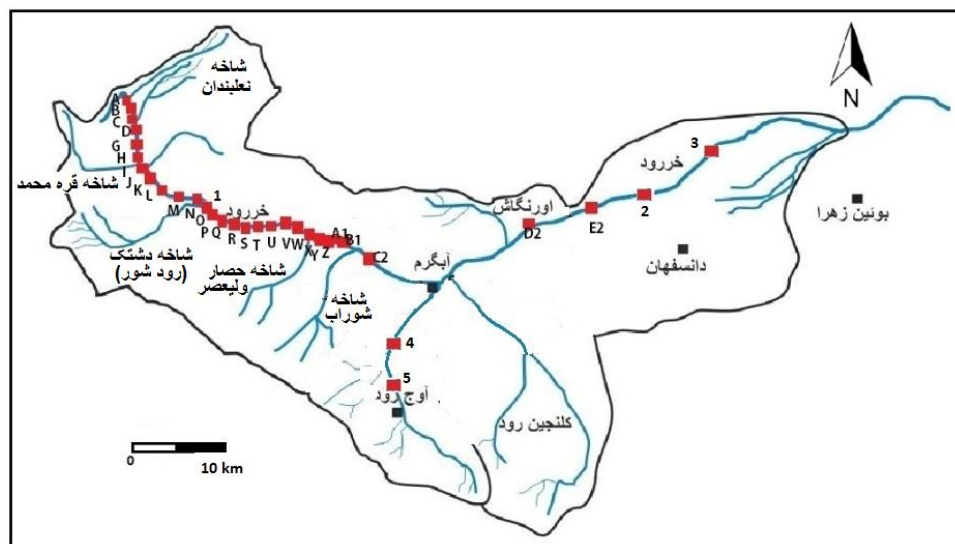 شاخه
نعلبندان
A
B
C
D
G
H
I
J
K
L
M
N
O
P
Q
R
S
T
U
V
W
X
Y
Z
A1
B1
C2
D2
E2
1
2
3
4
5
N
شاخه قره محمد
خررود
خررود
اورنگاش
بوئین زهرا
دانسفهان
آبگرم
شاخه دشتک
(رود شور)
شاخه حصار
ولیعصر
شاخه
شوراب
آوج رود
کلنجین رود
0
10 km